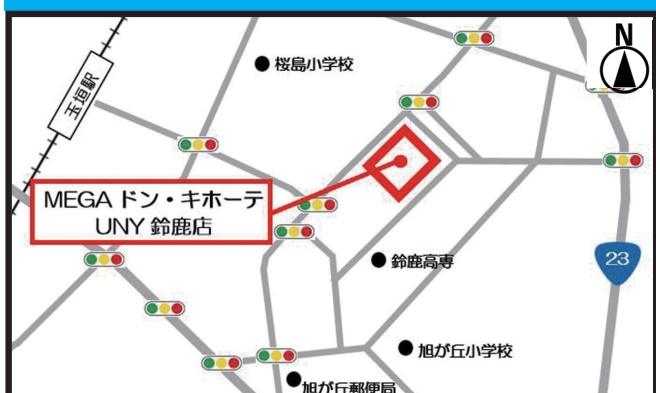 N
桜島小学校
玉垣駅
MEGA ドン・キホーテ
UNY 鈴鹿店
鈴鹿高専
23
旭が丘小学校
旭が丘郵便局